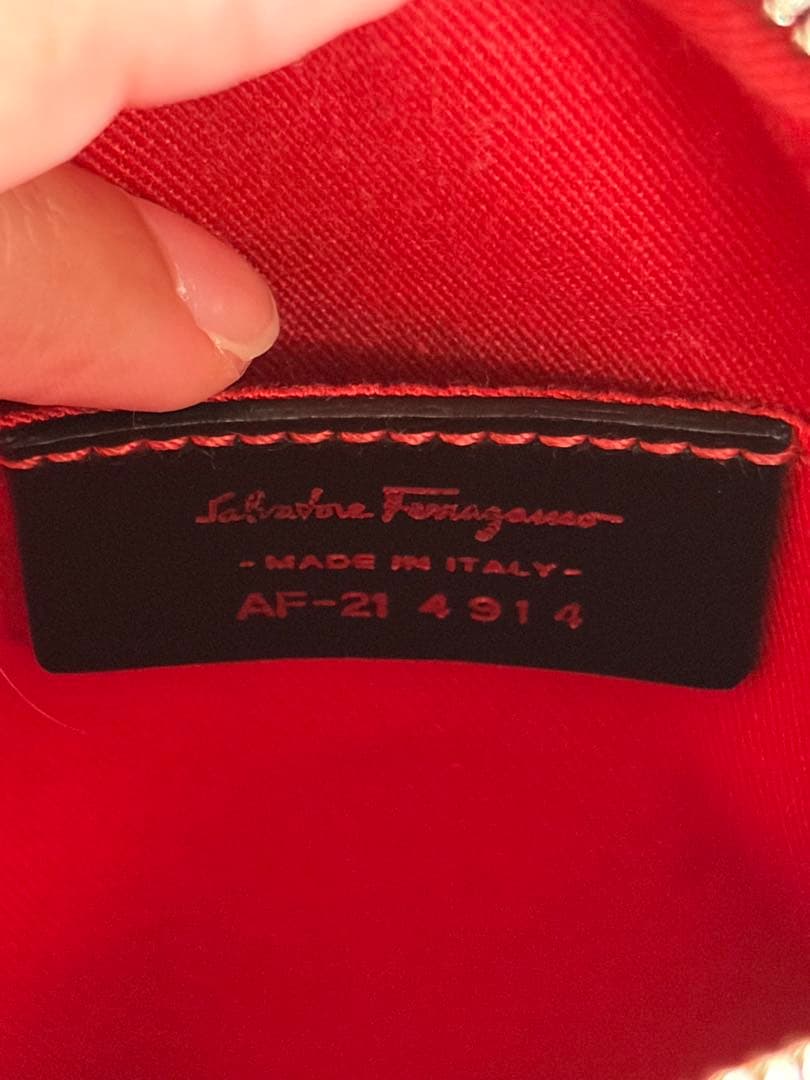 Salvatore Ferragamo
- MADE IN ITALY -
AF-21 4914